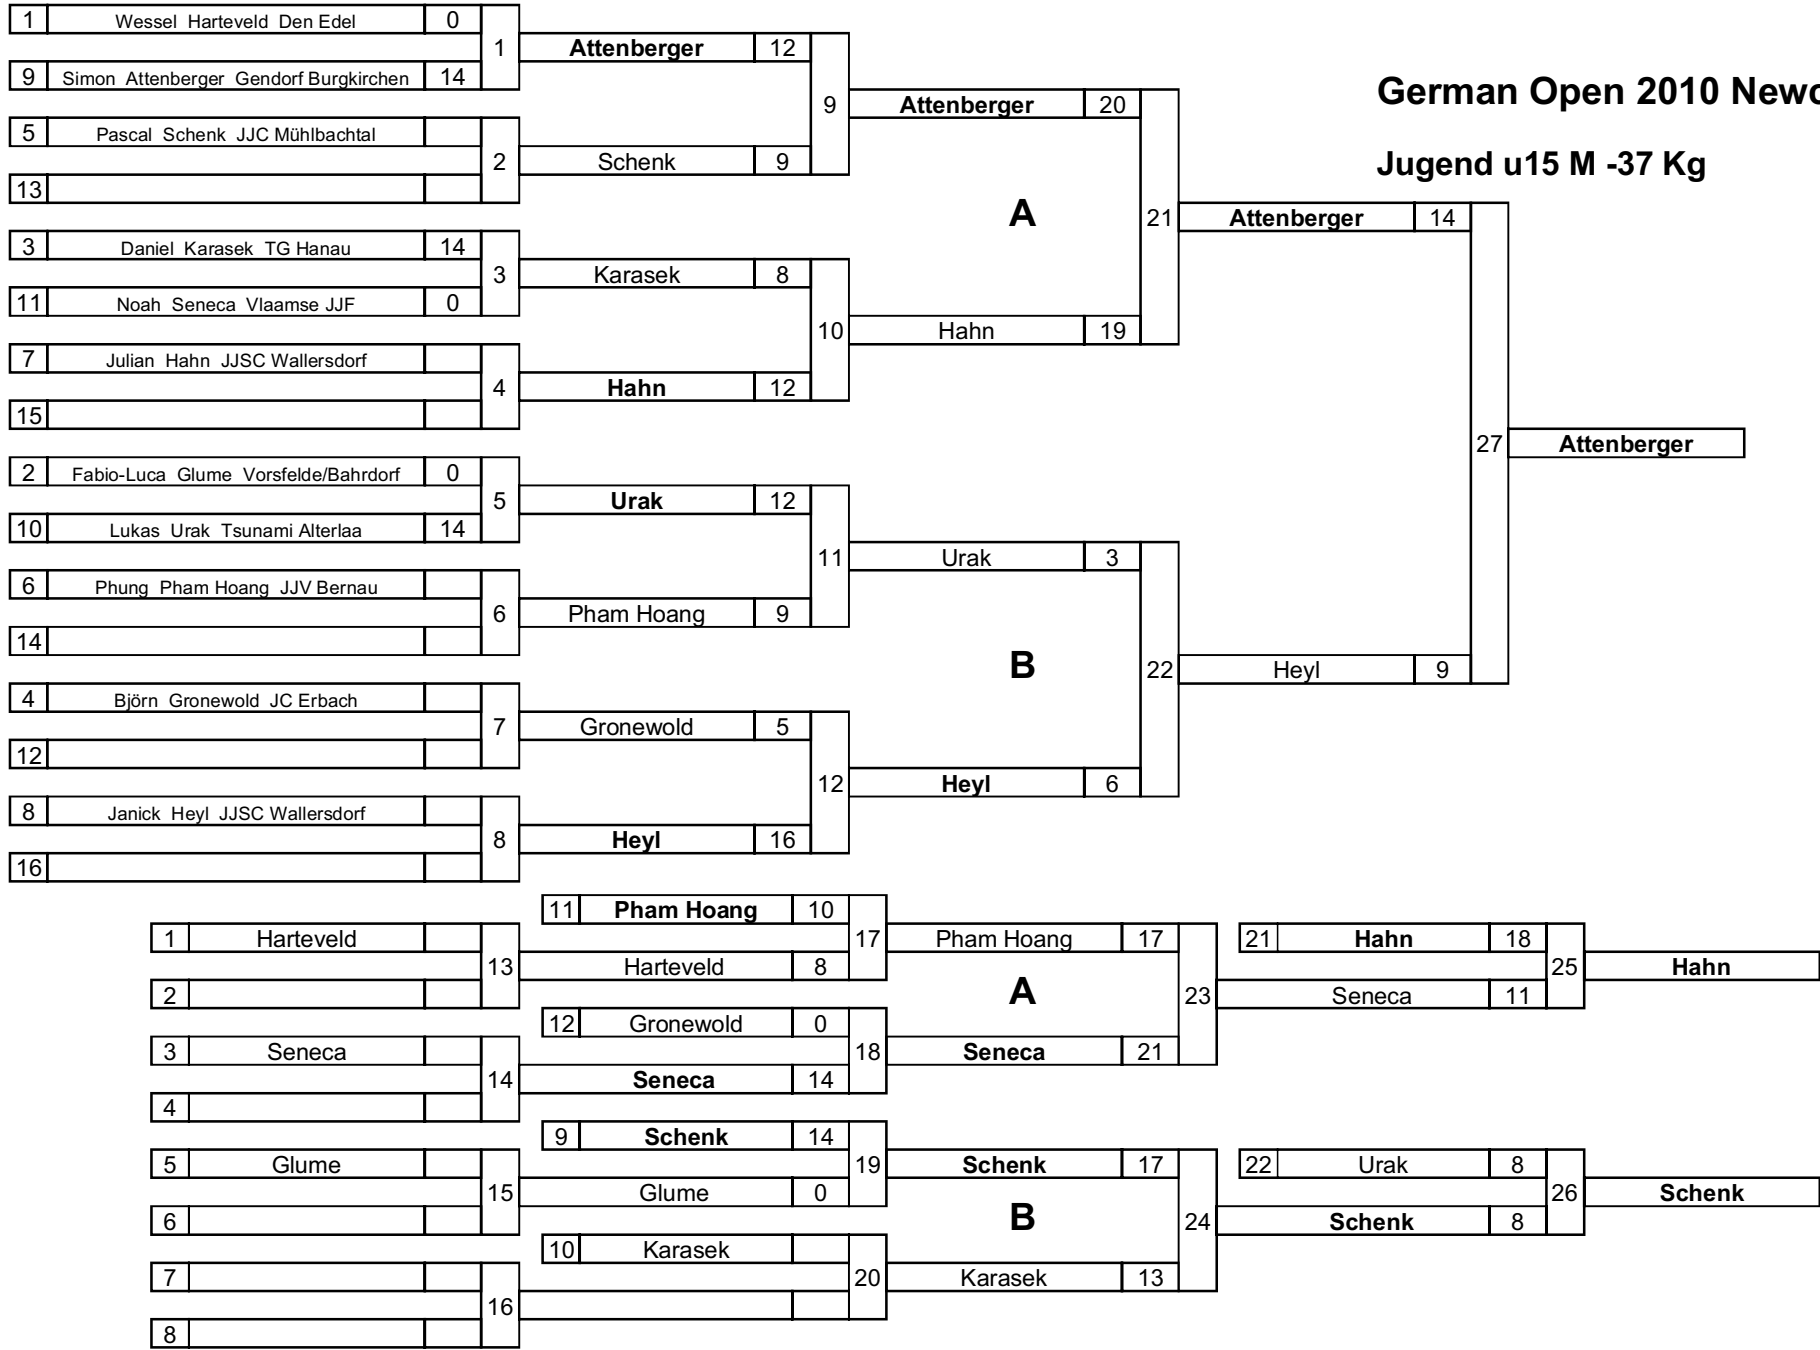 German Open 2010 Newc
Jugend u15 M -37 Kg
1 Wessel Harteveld Den Edel 0
1 Attenberger 12
9 Simon Attenberger Gendorf Burgkirchen 14
9 Attenberger 20
5 Pascal Schenk JJC Mühlbachtal
2 Schenk 9
13
A
21 Attenberger 14
3 Daniel Karasek TG Hanau 14
3 Karasek 8
11 Noah Seneca Vlaamse JJF 0
10 Hahn 19
7 Julian Hahn JJSC Wallersdorf
4 Hahn 12
15
27 Attenberger
2 Fabio-Luca Glume Vorsfelde/Bahrdorf 0
5 Urak 12
10 Lukas Urak Tsunami Alterlaa 14
11 Urak 3
6 Phung Pham Hoang JJV Bernau
6 Pham Hoang 9
14
B
22 Heyl 9
4 Björn Gronewold JC Erbach
7 Gronewold 5
12
12 Heyl 6
8 Janick Heyl JJSC Wallersdorf
8 Heyl 16
16
11 Pham Hoang 10
1 Harteveld
17 Pham Hoang 17
21 Hahn 18
13 Harteveld 8
25 Hahn
2
A
23 Seneca 11
12 Gronewold 0
3 Seneca
18 Seneca 21
14 Seneca 14
4
9 Schenk 14
5 Glume
19 Schenk 17
22 Urak 8
15 Glume 0
26 Schenk
6
B
24 Schenk 8
10 Karasek
7
20 Karasek 13
16
8